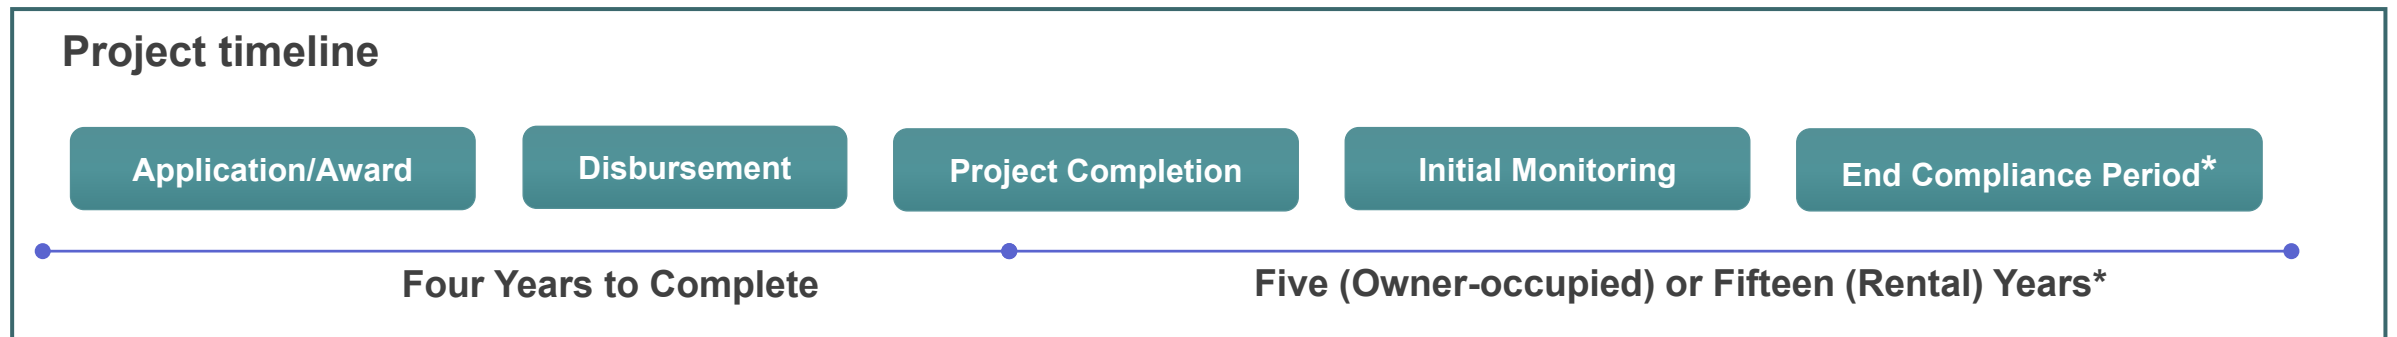 Project timeline
Application/Award
Disbursement
Project Completion
Initial Monitoring
End Compliance Period*
Four Years to Complete
Five (Owner-occupied) or Fifteen (Rental) Years*